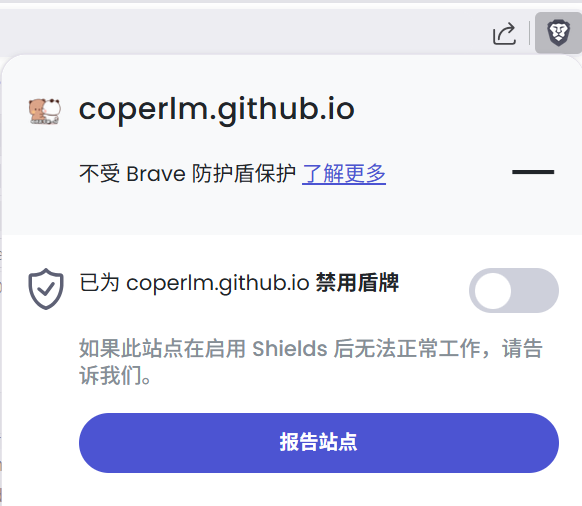 coperlm.github.io
不受 Brave 防护盾保护 了解更多
已为 coperlm.github.io 禁用盾牌
如果此站点在启用 Shields 后无法正常工作，请告
诉我们。
报告站点